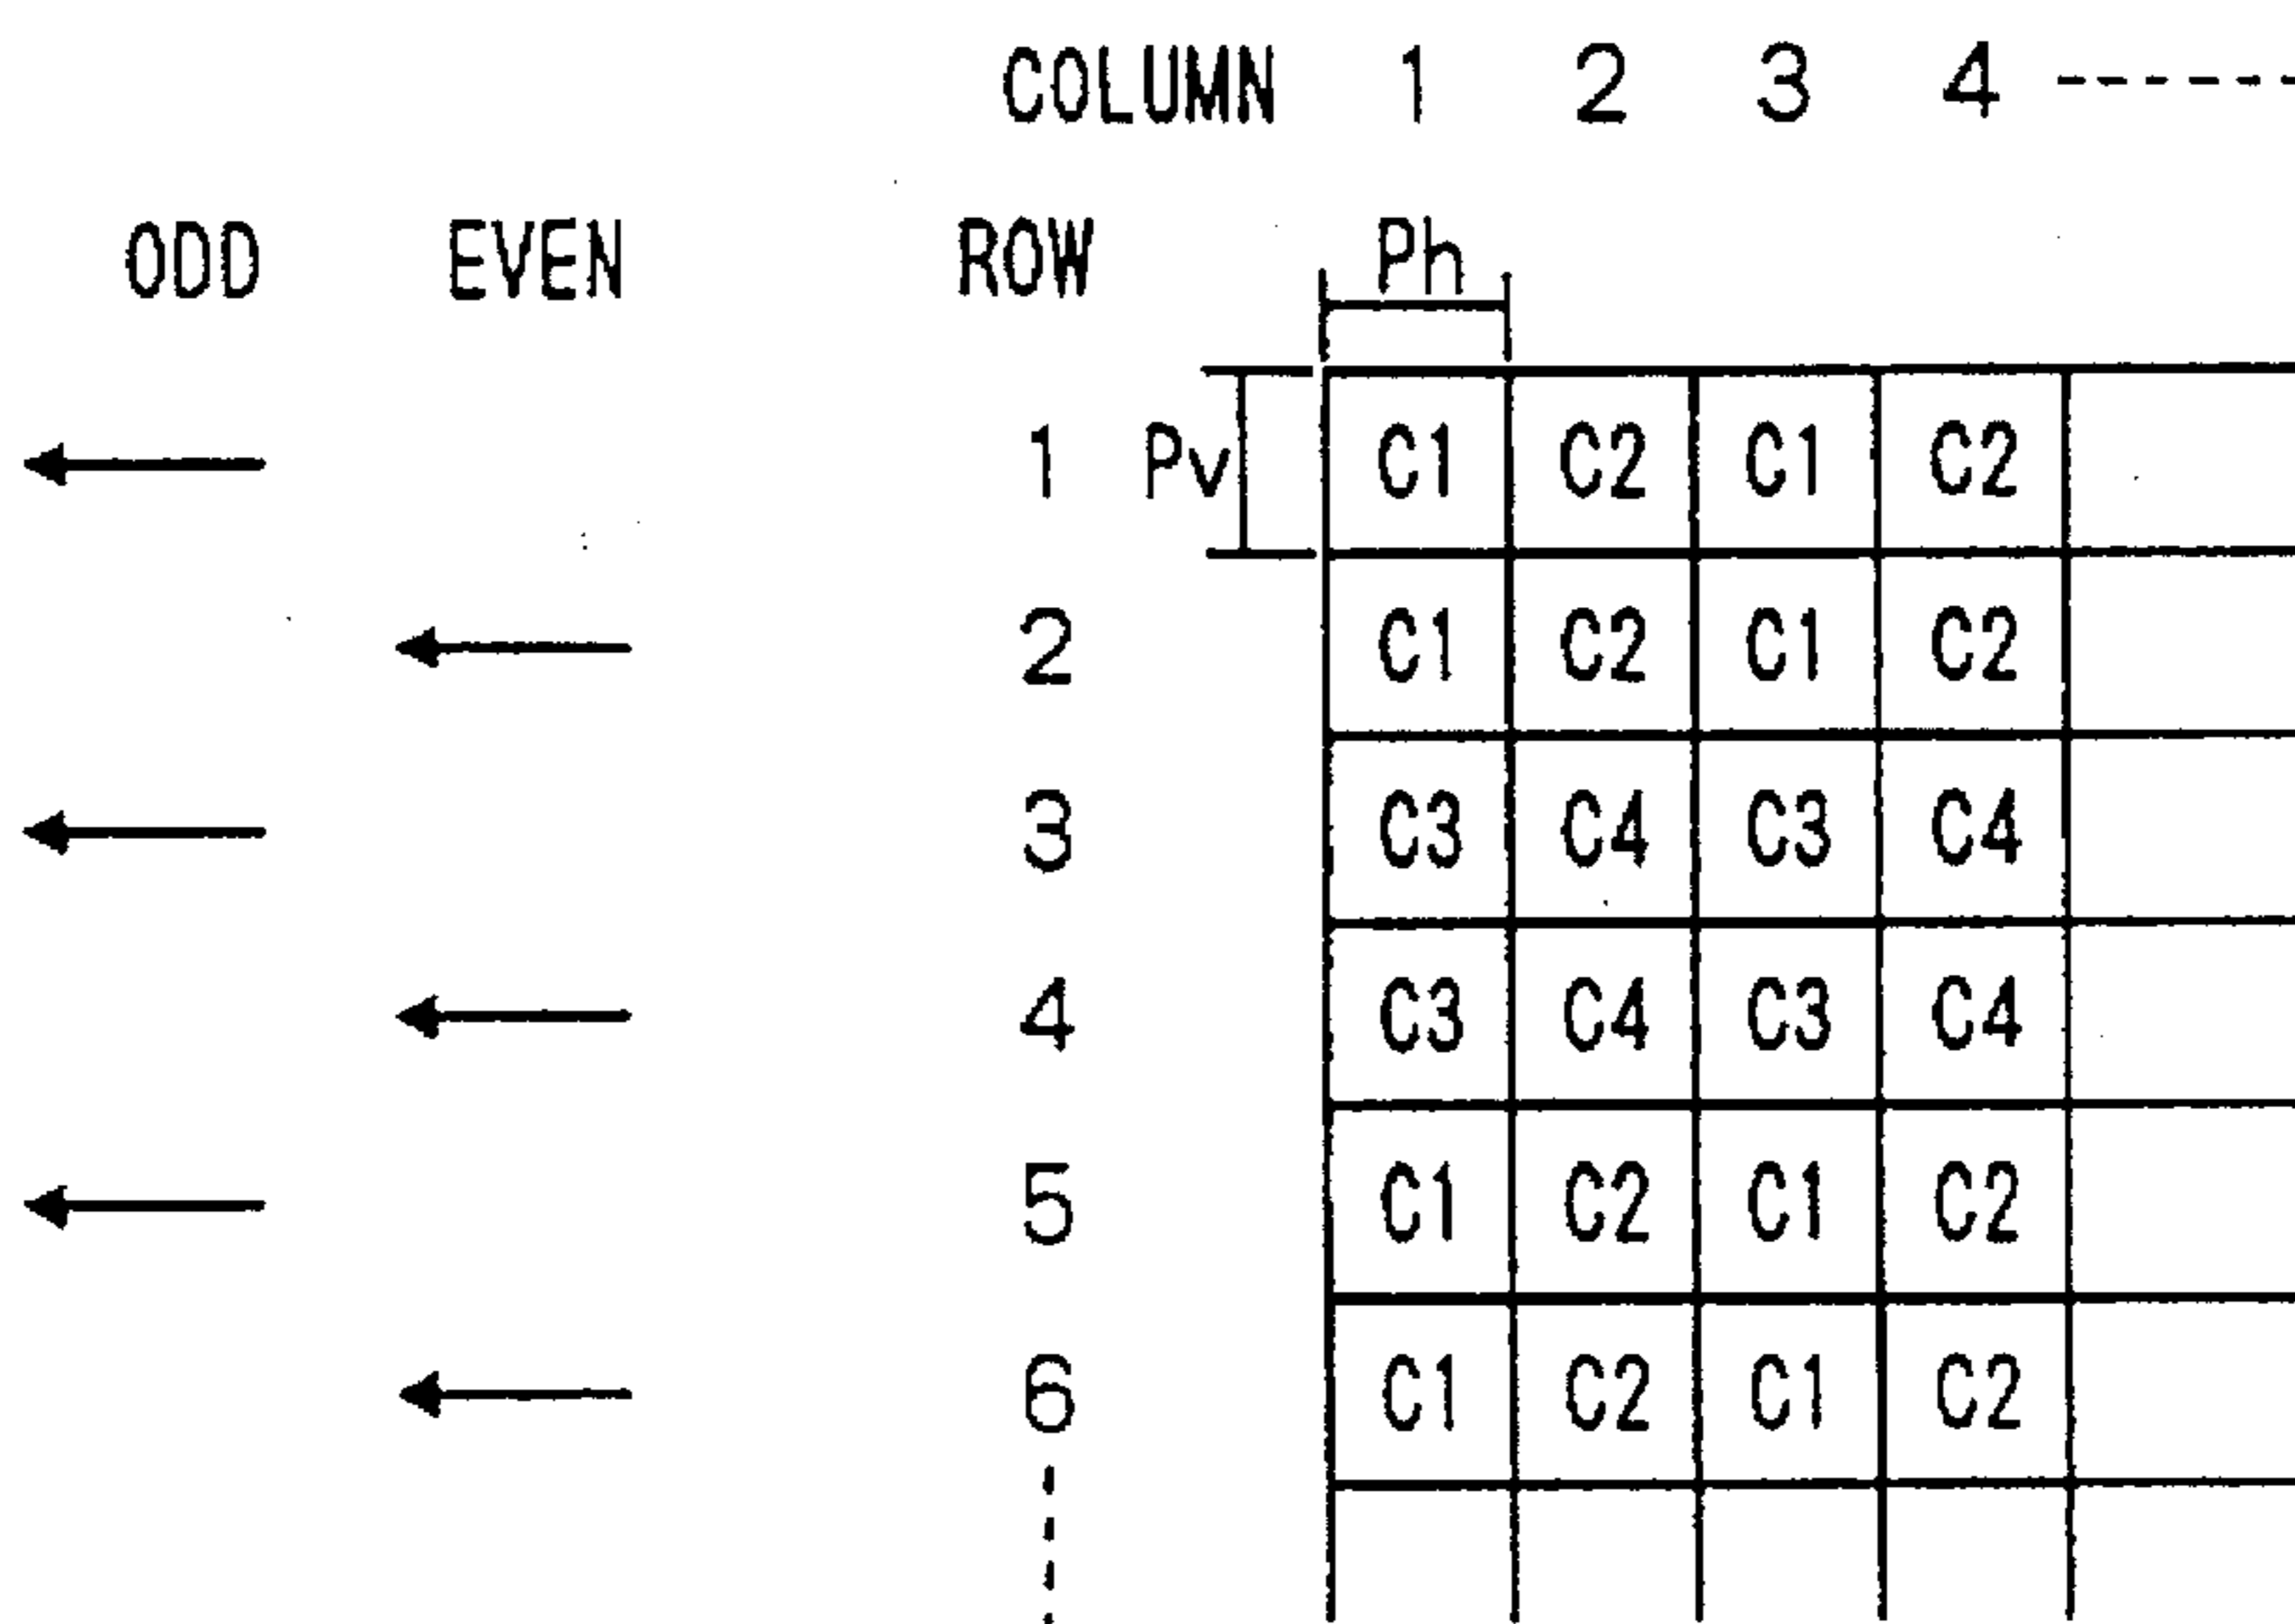 COLUMN 1 2 3 4
ODD EVEN ROW Ph
1 Pv C1 C2 C1 C2
2 C1 C2 C1 C2
3 C3 C4 C3 C4
4 C3 C4 C3 C4
5 C1 C2 C1 C2
6 C1 C2 C1 C2